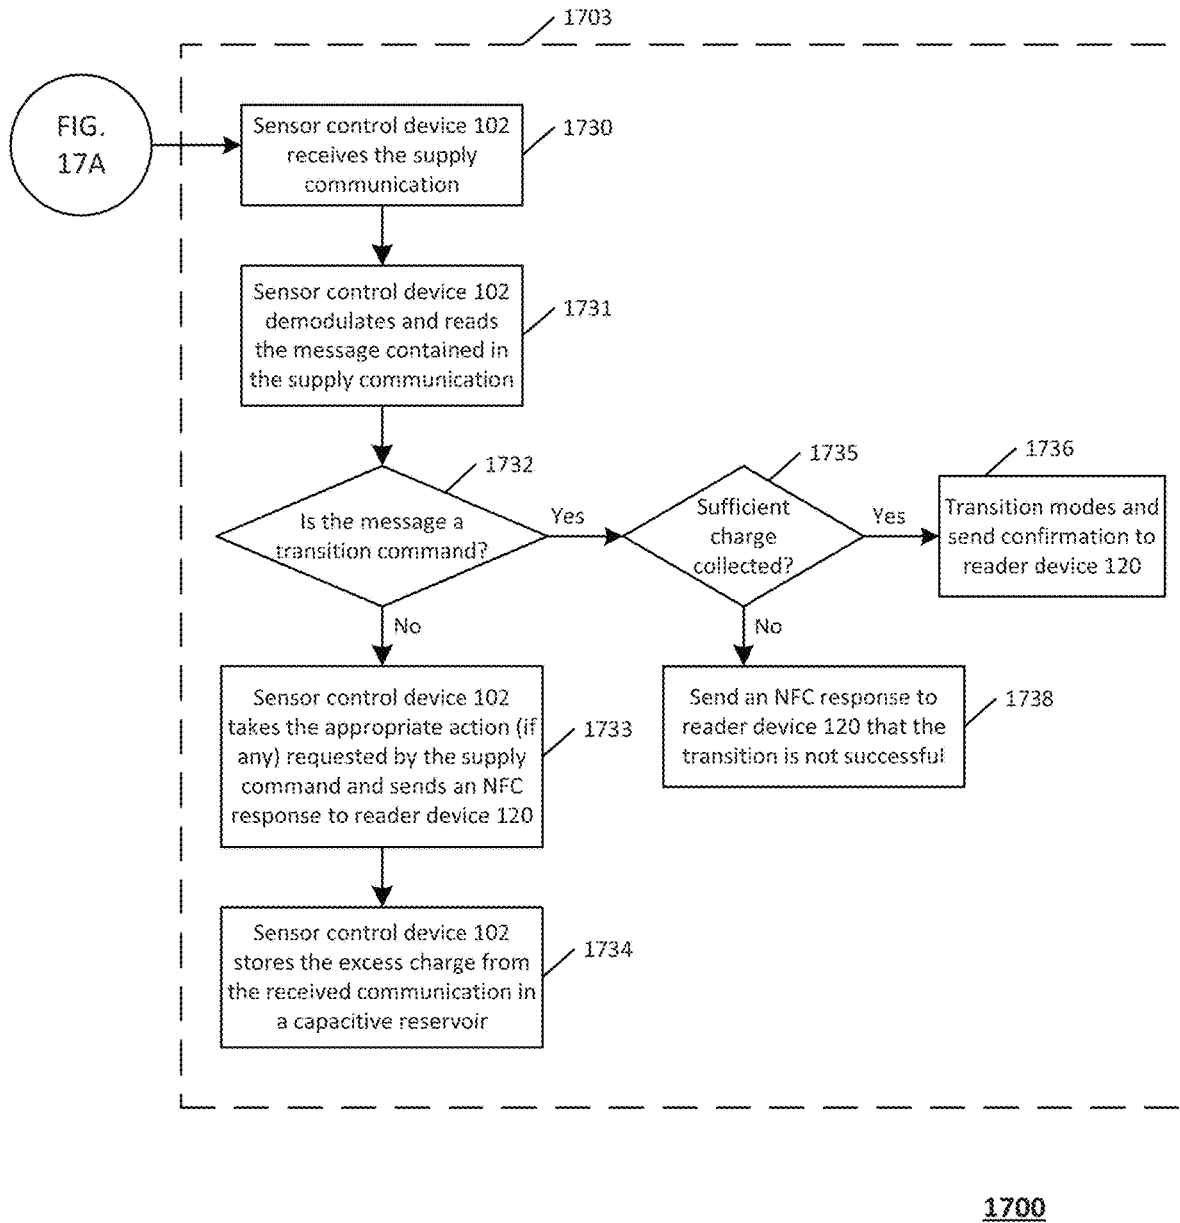 1703
FIG.
17A
Sensor control device 102
receives the supply
communication
1730
Sensor control device 102
demodulates and reads
the message contained in
the supply communication
1731
Is the message a
transition command?
1732
Yes
Sufficient
charge
collected?
1735
Yes
Transition modes and
send confirmation to
reader device 120
1736
No
No
Sensor control device 102
takes the appropriate action (if
any) requested by the supply
command and sends an NFC
response to reader device 120
1733
Send an NFC response to
reader device 120 that the
transition is not successful
1738
Sensor control device 102
stores the excess charge from
the received communication in
a capacitive reservoir
1734
1700